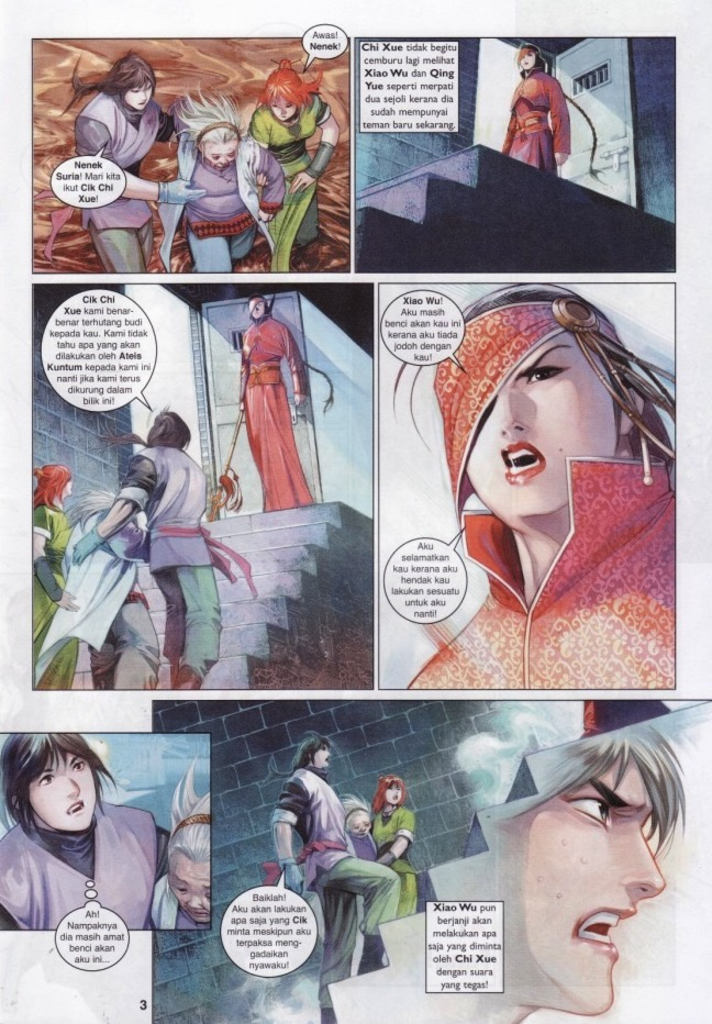 Awas!
Nenek!
Nenek
Suria! Mari kita
ikut Cik Chi
Xue!
Chi Xue tidak begitu
cemburu lagi melihat
Xiao Wu dan Qing
Yue seperti merpati
dua sejoli kerana dia
sudah mempunyai
teman baru sekarang.
Cik Chi
Xue kami benar-
benar terhutang budi
kepada kau. Kami tidak
tahu apa yang akan
dilakukan oleh Ateis
Kuntum kepada kami ini
nanti jika kami terus
dikurung dalam
bilik ini!
Xiao Wu!
Aku masih
benci akan kau ini
kerana aku tiada
jodoh dengan
kau!
Aku
selamatkan
kau kerana aku
hendak kau
lakukan sesuatu
untuk aku
nanti!
Ah!
Nampaknya
dia masih amat
benci akan
aku ini...
Baiklah!
Aku akan lakukan
apa saja yang Cik
minta meskipun aku
terpaksa meng-
gadaikan
nyawaku!
Xiao Wu pun
berjanji akan
melakukan apa
saja yang diminta
oleh Chi Xue
dengan suara
yang tegas!
3